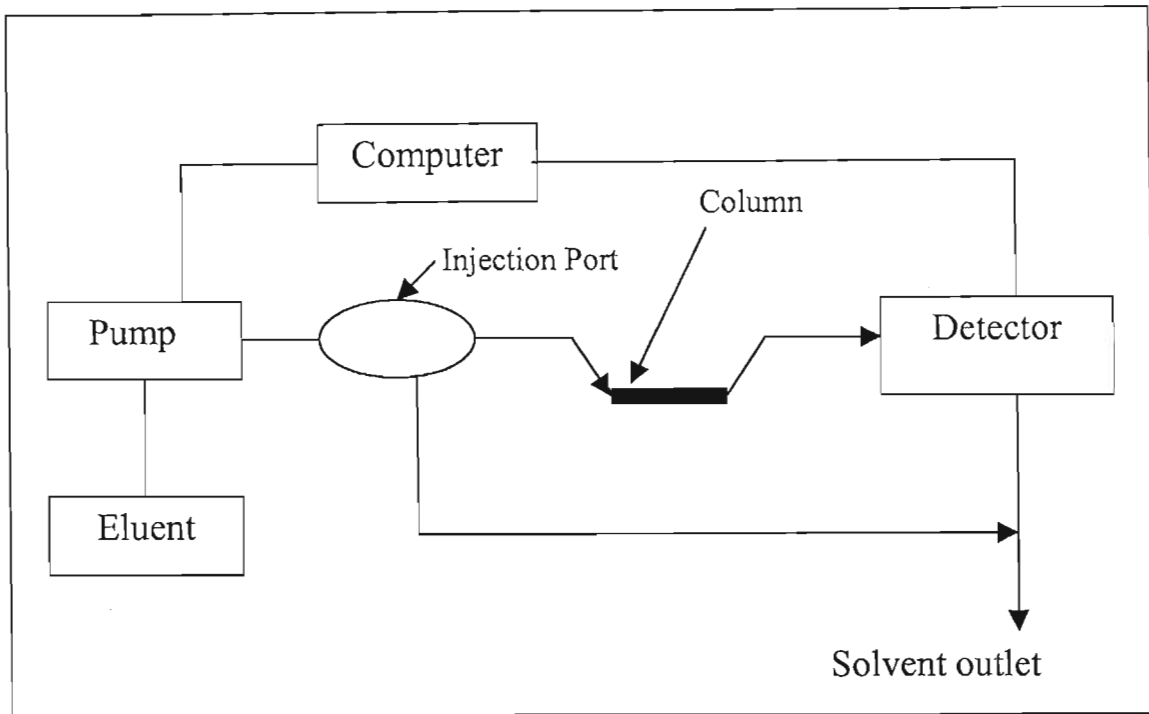 Computer
Column
Injection Port
Pump
Detector
Eluent
Solvent outlet